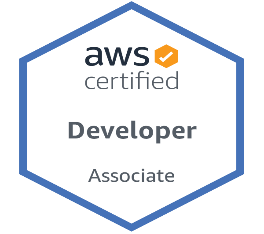 aws
certified
Developer
Associate